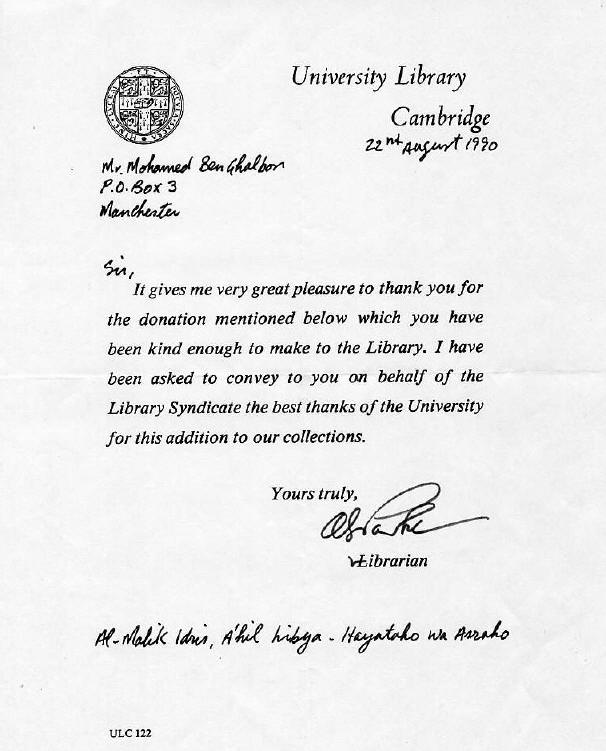 University Library
Cambridge
22nd August 1990
Mr. Mohamed Ben Ghalbon
P.O. Box 3
Manchester
Sir,
It gives me very great pleasure to thank you for
the donation mentioned below which you have
been kind enough to make to the Library. I have
been asked to convey to you on behalf of the
Library Syndicate the best thanks of the University
for this addition to our collections.
Yours truly,
Librarian
Al-Malik Idris, A'hil Libya - Hayataho wa Asraho
ULC 122